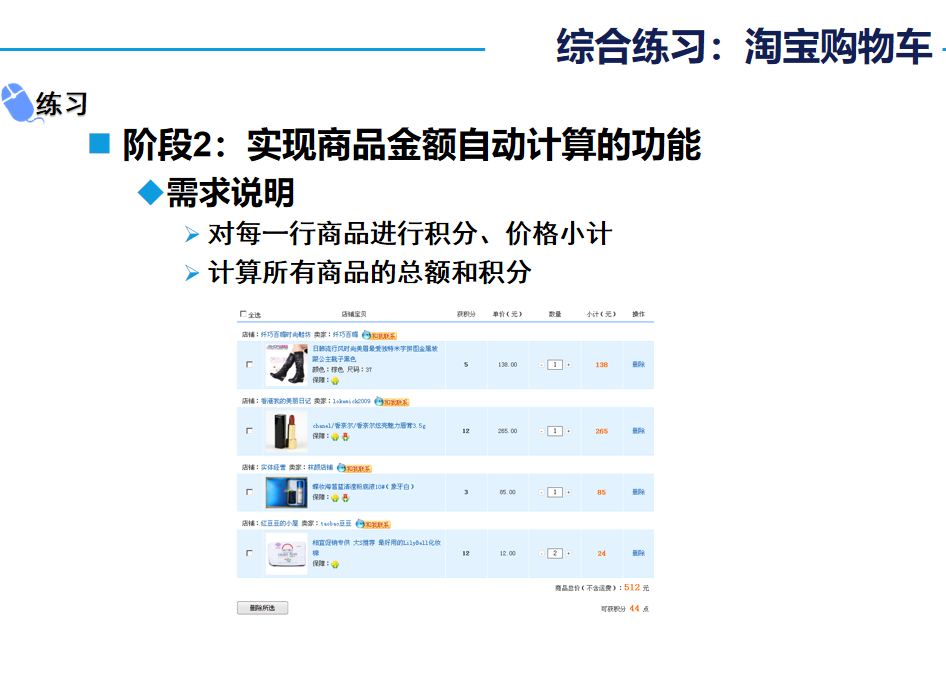 综合练习：淘宝购物车
练习
阶段2：实现商品金额自动计算的功能
需求说明
对每一行商品进行积分、价格小计
计算所有商品的总额和积分
全选 店铺宝贝 获积分 单价（元） 数量 小计（元） 操作
店铺：纤巧百媚时尚鞋坊 卖家：纤巧百媚 和我联系
日韩流行风时尚美眉最爱独特米字拼图金属坡
跟公主靴子黑色
颜色：棕色 尺码：37
保障：
5 138.00 - 1 + 138 删除
店铺：香港我的美丽日记 卖家：lokemick2009 和我联系
chanel/香奈尔/香奈尔炫亮魅力唇膏3.5g
保障：
12 265.00 - 1 + 265 删除
店铺：实体经营 卖家：林颜店铺 和我联系
蝶妆海皙蓝清滢粉底液10#（象牙白）
保障：
3 85.00 - 1 + 85 删除
店铺：红豆豆的小屋 卖家：taobao豆豆 和我联系
相宜促销专供 大S推荐 最好用的LilyBell化妆
棉
保障：
12 12.00 - 2 + 24 删除
商品总价（不含运费）：512 元
删除所选 可获积分 44 点